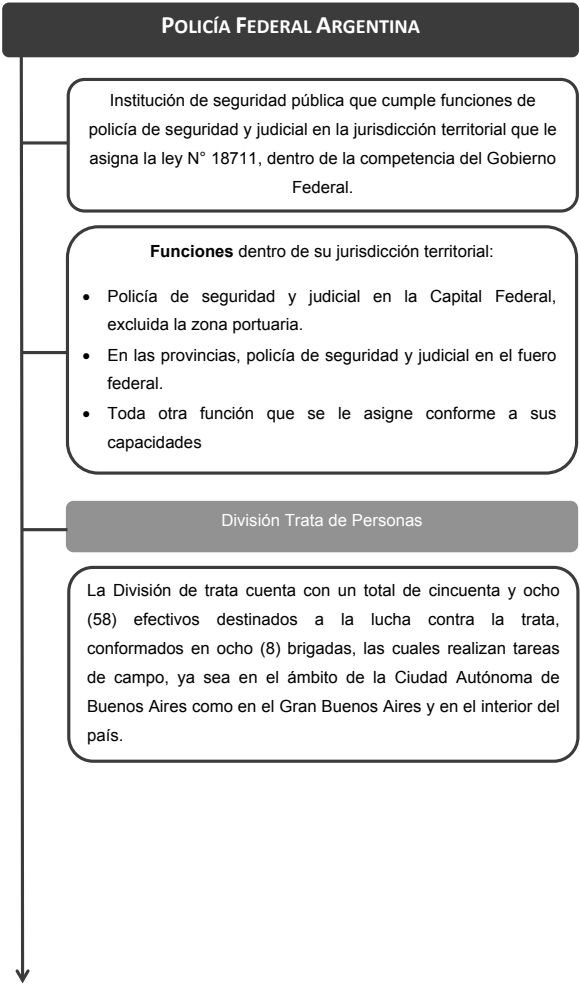 POLICÍA FEDERAL ARGENTINA
Institución de seguridad pública que cumple funciones de
policía de seguridad y judicial en la jurisdicción territorial que le
asigna la ley N° 18711, dentro de la competencia del Gobierno
Federal.
Funciones dentro de su jurisdicción territorial:
• Policía de seguridad y judicial en la Capital Federal,
excluida la zona portuaria.
• En las provincias, policía de seguridad y judicial en el fuero
federal.
• Toda otra función que se le asigne conforme a sus
capacidades
División Trata de Personas
La División de trata cuenta con un total de cincuenta y ocho
(58) efectivos destinados a la lucha contra la trata,
conformados en ocho (8) brigadas, las cuales realizan tareas
de campo, ya sea en el ámbito de la Ciudad Autónoma de
Buenos Aires como en el Gran Buenos Aires y en el interior del
país.